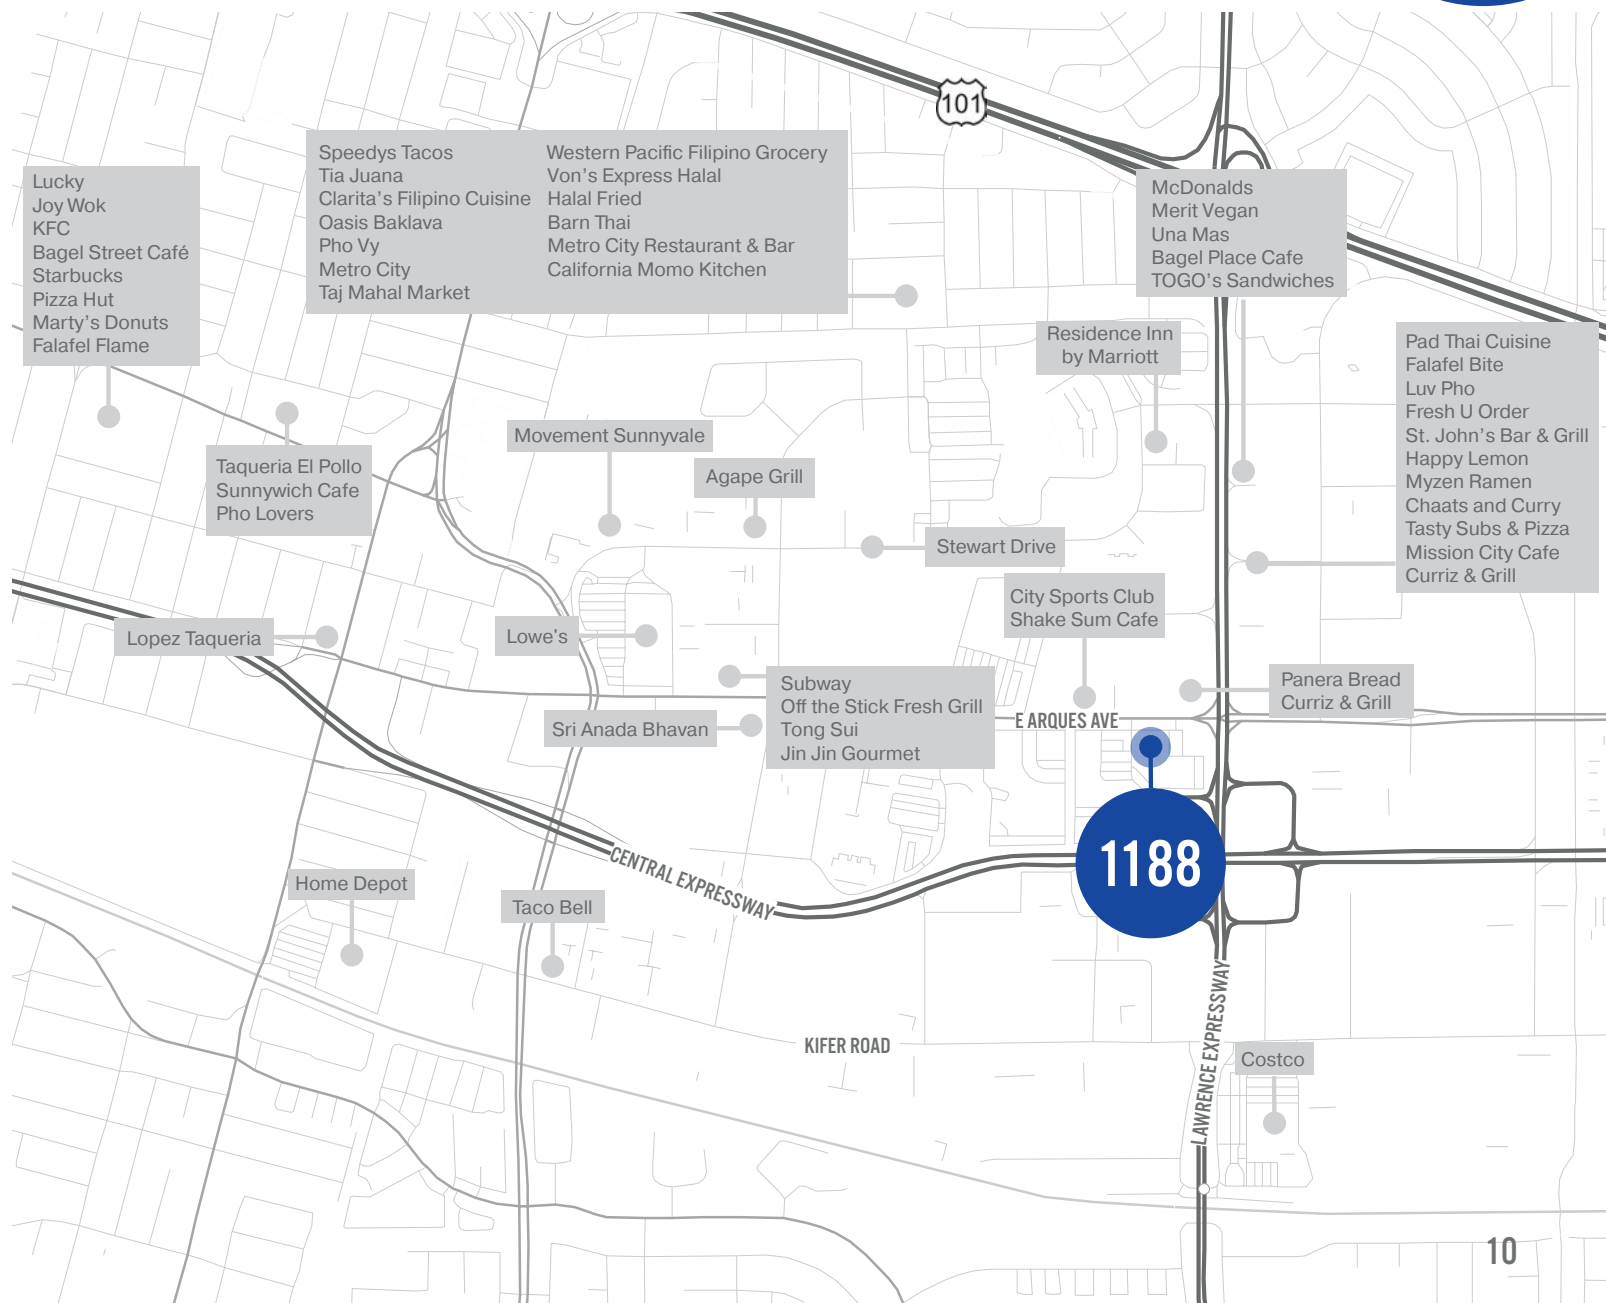 101
Speedys Tacos
Tia Juana
Clarita's Filipino Cuisine
Oasis Baklava
Pho Vy
Metro City
Taj Mahal Market
Western Pacific Filipino Grocery
Von's Express Halal
Halal Fried
Barn Thai
Metro City Restaurant & Bar
California Momo Kitchen
Lucky
Joy Wok
KFC
Bagel Street Café
Starbucks
Pizza Hut
Marty's Donuts
Falafel Flame
McDonalds
Merit Vegan
Una Mas
Bagel Place Cafe
TOGO's Sandwiches
Residence Inn
by Marriott
Pad Thai Cuisine
Falafel Bite
Luv Pho
Fresh U Order
St. John's Bar & Grill
Happy Lemon
Myzen Ramen
Chaats and Curry
Tasty Subs & Pizza
Mission City Cafe
Curriz & Grill
Movement Sunnyvale
Agape Grill
Taqueria El Pollo
Sunnywich Cafe
Pho Lovers
Stewart Drive
City Sports Club
Shake Sum Cafe
Lopez Taqueria
Lowe's
Subway
Off the Stick Fresh Grill
Tong Sui
Jin Jin Gourmet
Panera Bread
Curriz & Grill
Sri Anada Bhavan
E ARQUES AVE
1188
CENTRAL EXPRESSWAY
Home Depot
Taco Bell
KIFER ROAD
LAWRENCE EXPRESSWAY
Costco
10